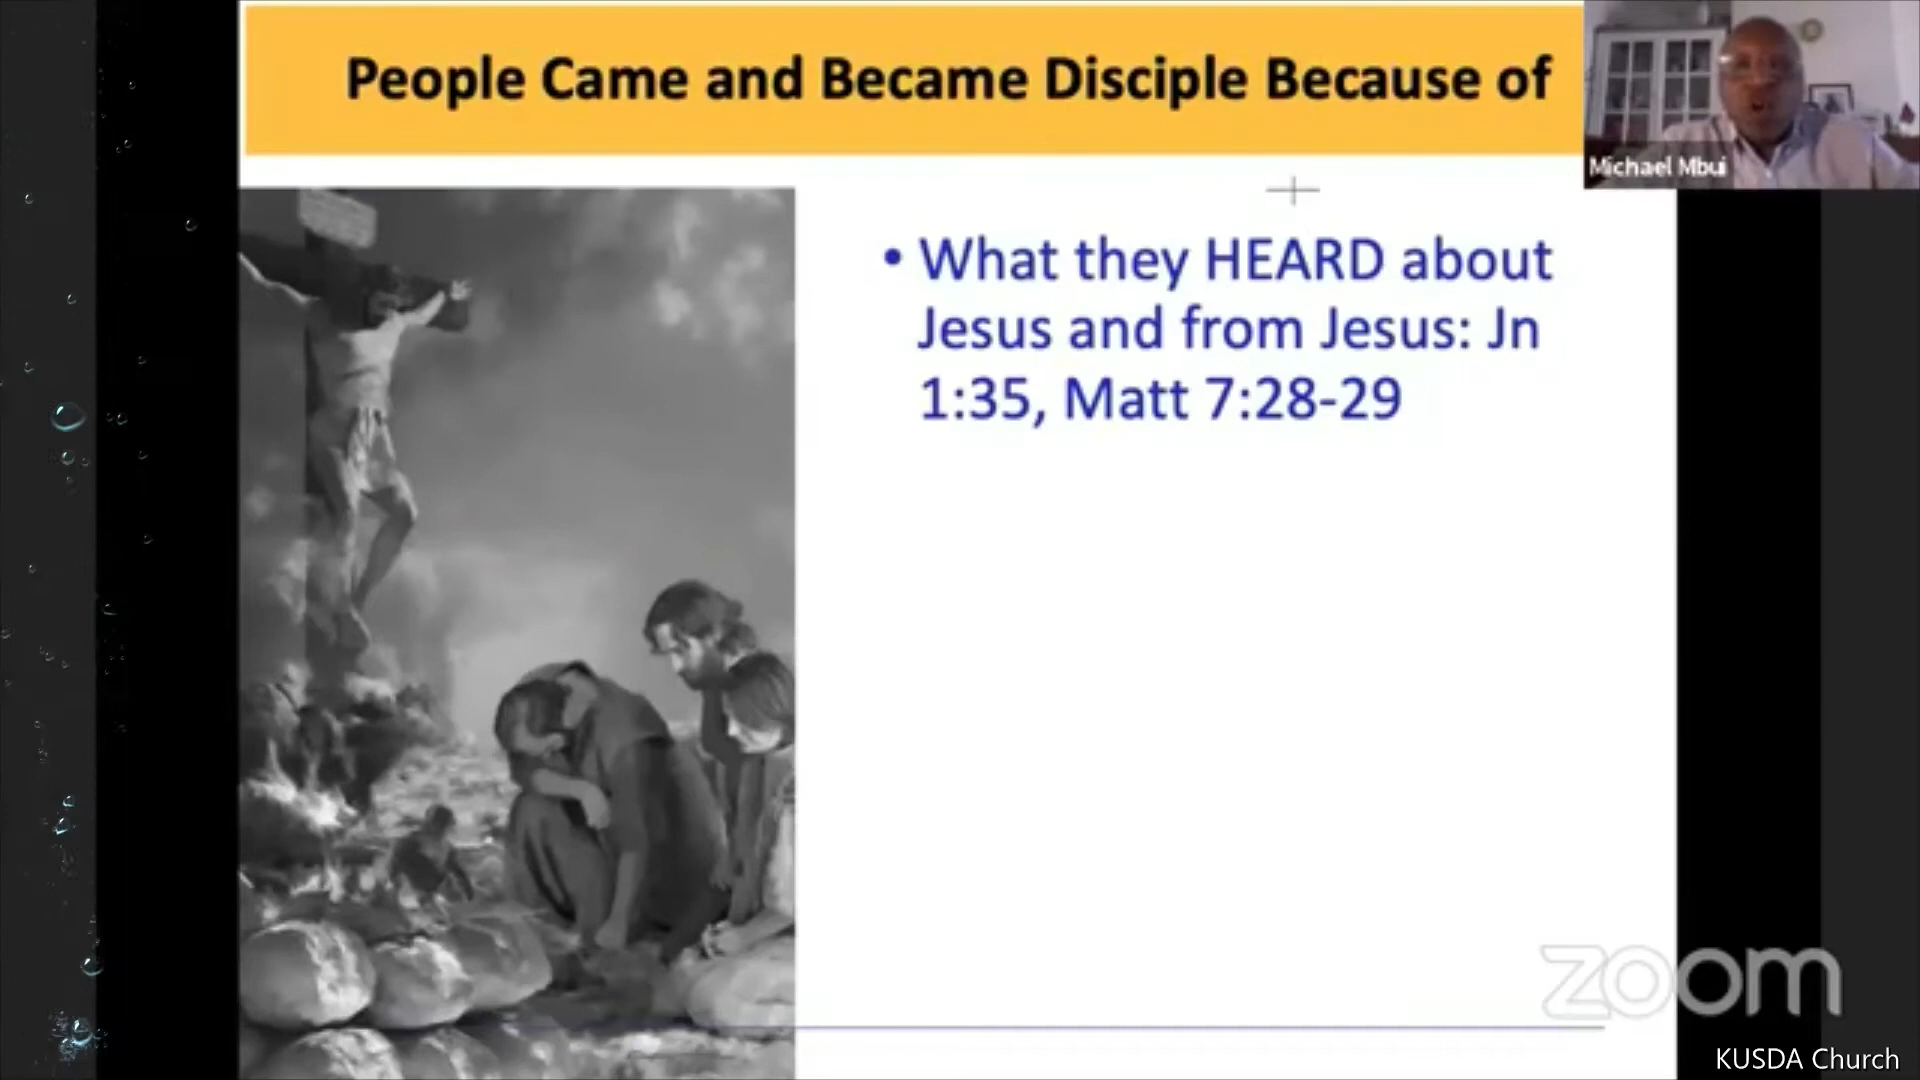 People Came and Became Disciple Because of
Michael Mbui
• What they HEARD about
Jesus and from Jesus: Jn
1:35, Matt 7:28-29
zoom
KUSDA Church